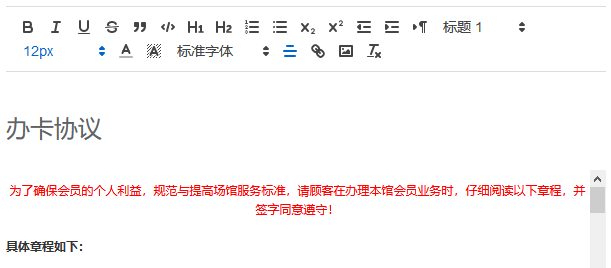 B I U S ❞ </> H1 H2 X2 X2 ¶ 标题 1
12px A A 标准字体 Tx
办卡协议
为了确保会员的个人利益，规范与提高场馆服务标准，请顾客在办理本馆会员业务时，仔细阅读以下章程，并
签字同意遵守！
具体章程如下：